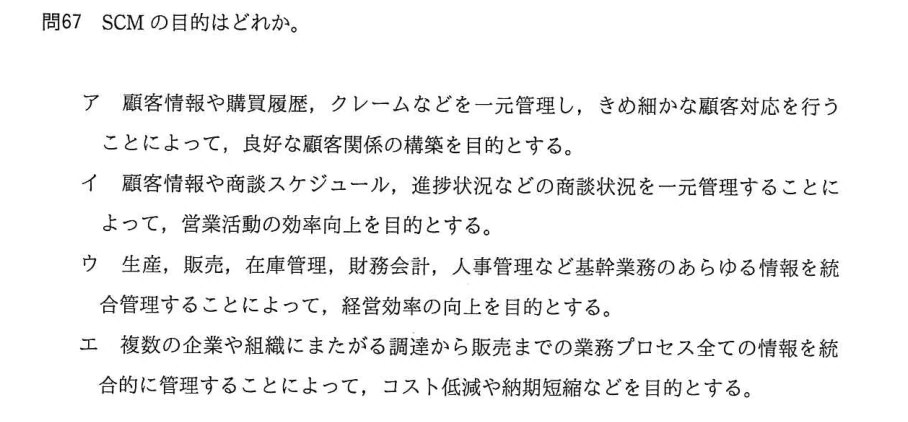 問67 SCM の目的はどれか。
ア 顧客情報や購買履歴，クレームなどを一元管理し，きめ細かな顧客対応を行う
ことによって，良好な顧客関係の構築を目的とする。
イ 顧客情報や商談スケジュール，進捗状況などの商談状況を一元管理することに
よって，営業活動の効率向上を目的とする。
ウ 生産，販売，在庫管理，財務会計，人事管理など基幹業務のあらゆる情報を統
合管理することによって，経営効率の向上を目的とする。
エ 複数の企業や組織にまたがる調達から販売までの業務プロセス全ての情報を統
合的に管理することによって，コスト低減や納期短縮などを目的とする。